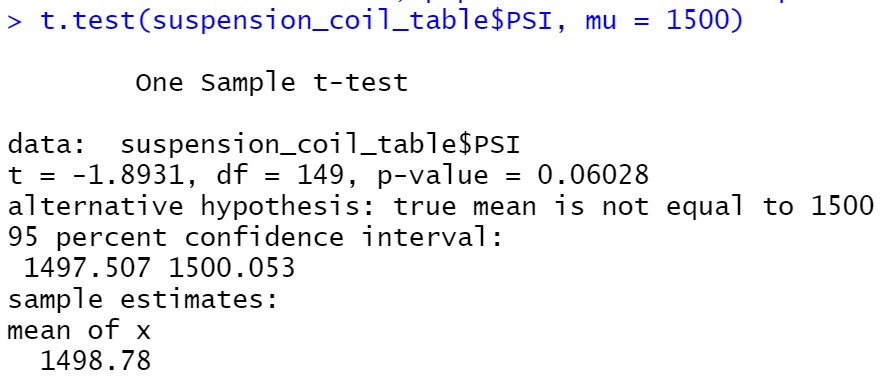 > t.test(suspension_coil_table$PSI, mu = 1500)
One Sample t-test
data:  suspension_coil_table$PSI
t = -1.8931, df = 149, p-value = 0.06028
alternative hypothesis: true mean is not equal to 1500
95 percent confidence interval:
1497.507 1500.053
sample estimates:
mean of x
1498.78